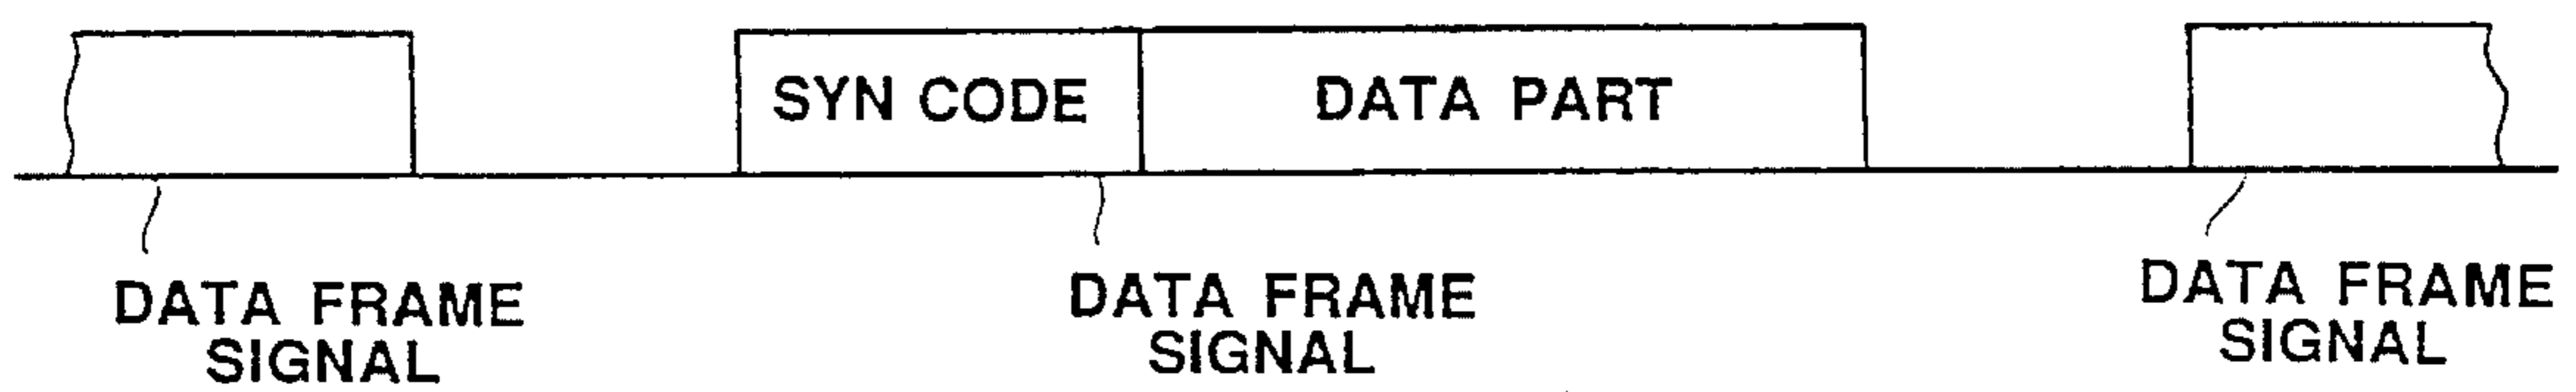 SYN CODE
DATA PART
DATA FRAME
SIGNAL
DATA FRAME
SIGNAL
DATA FRAME
SIGNAL